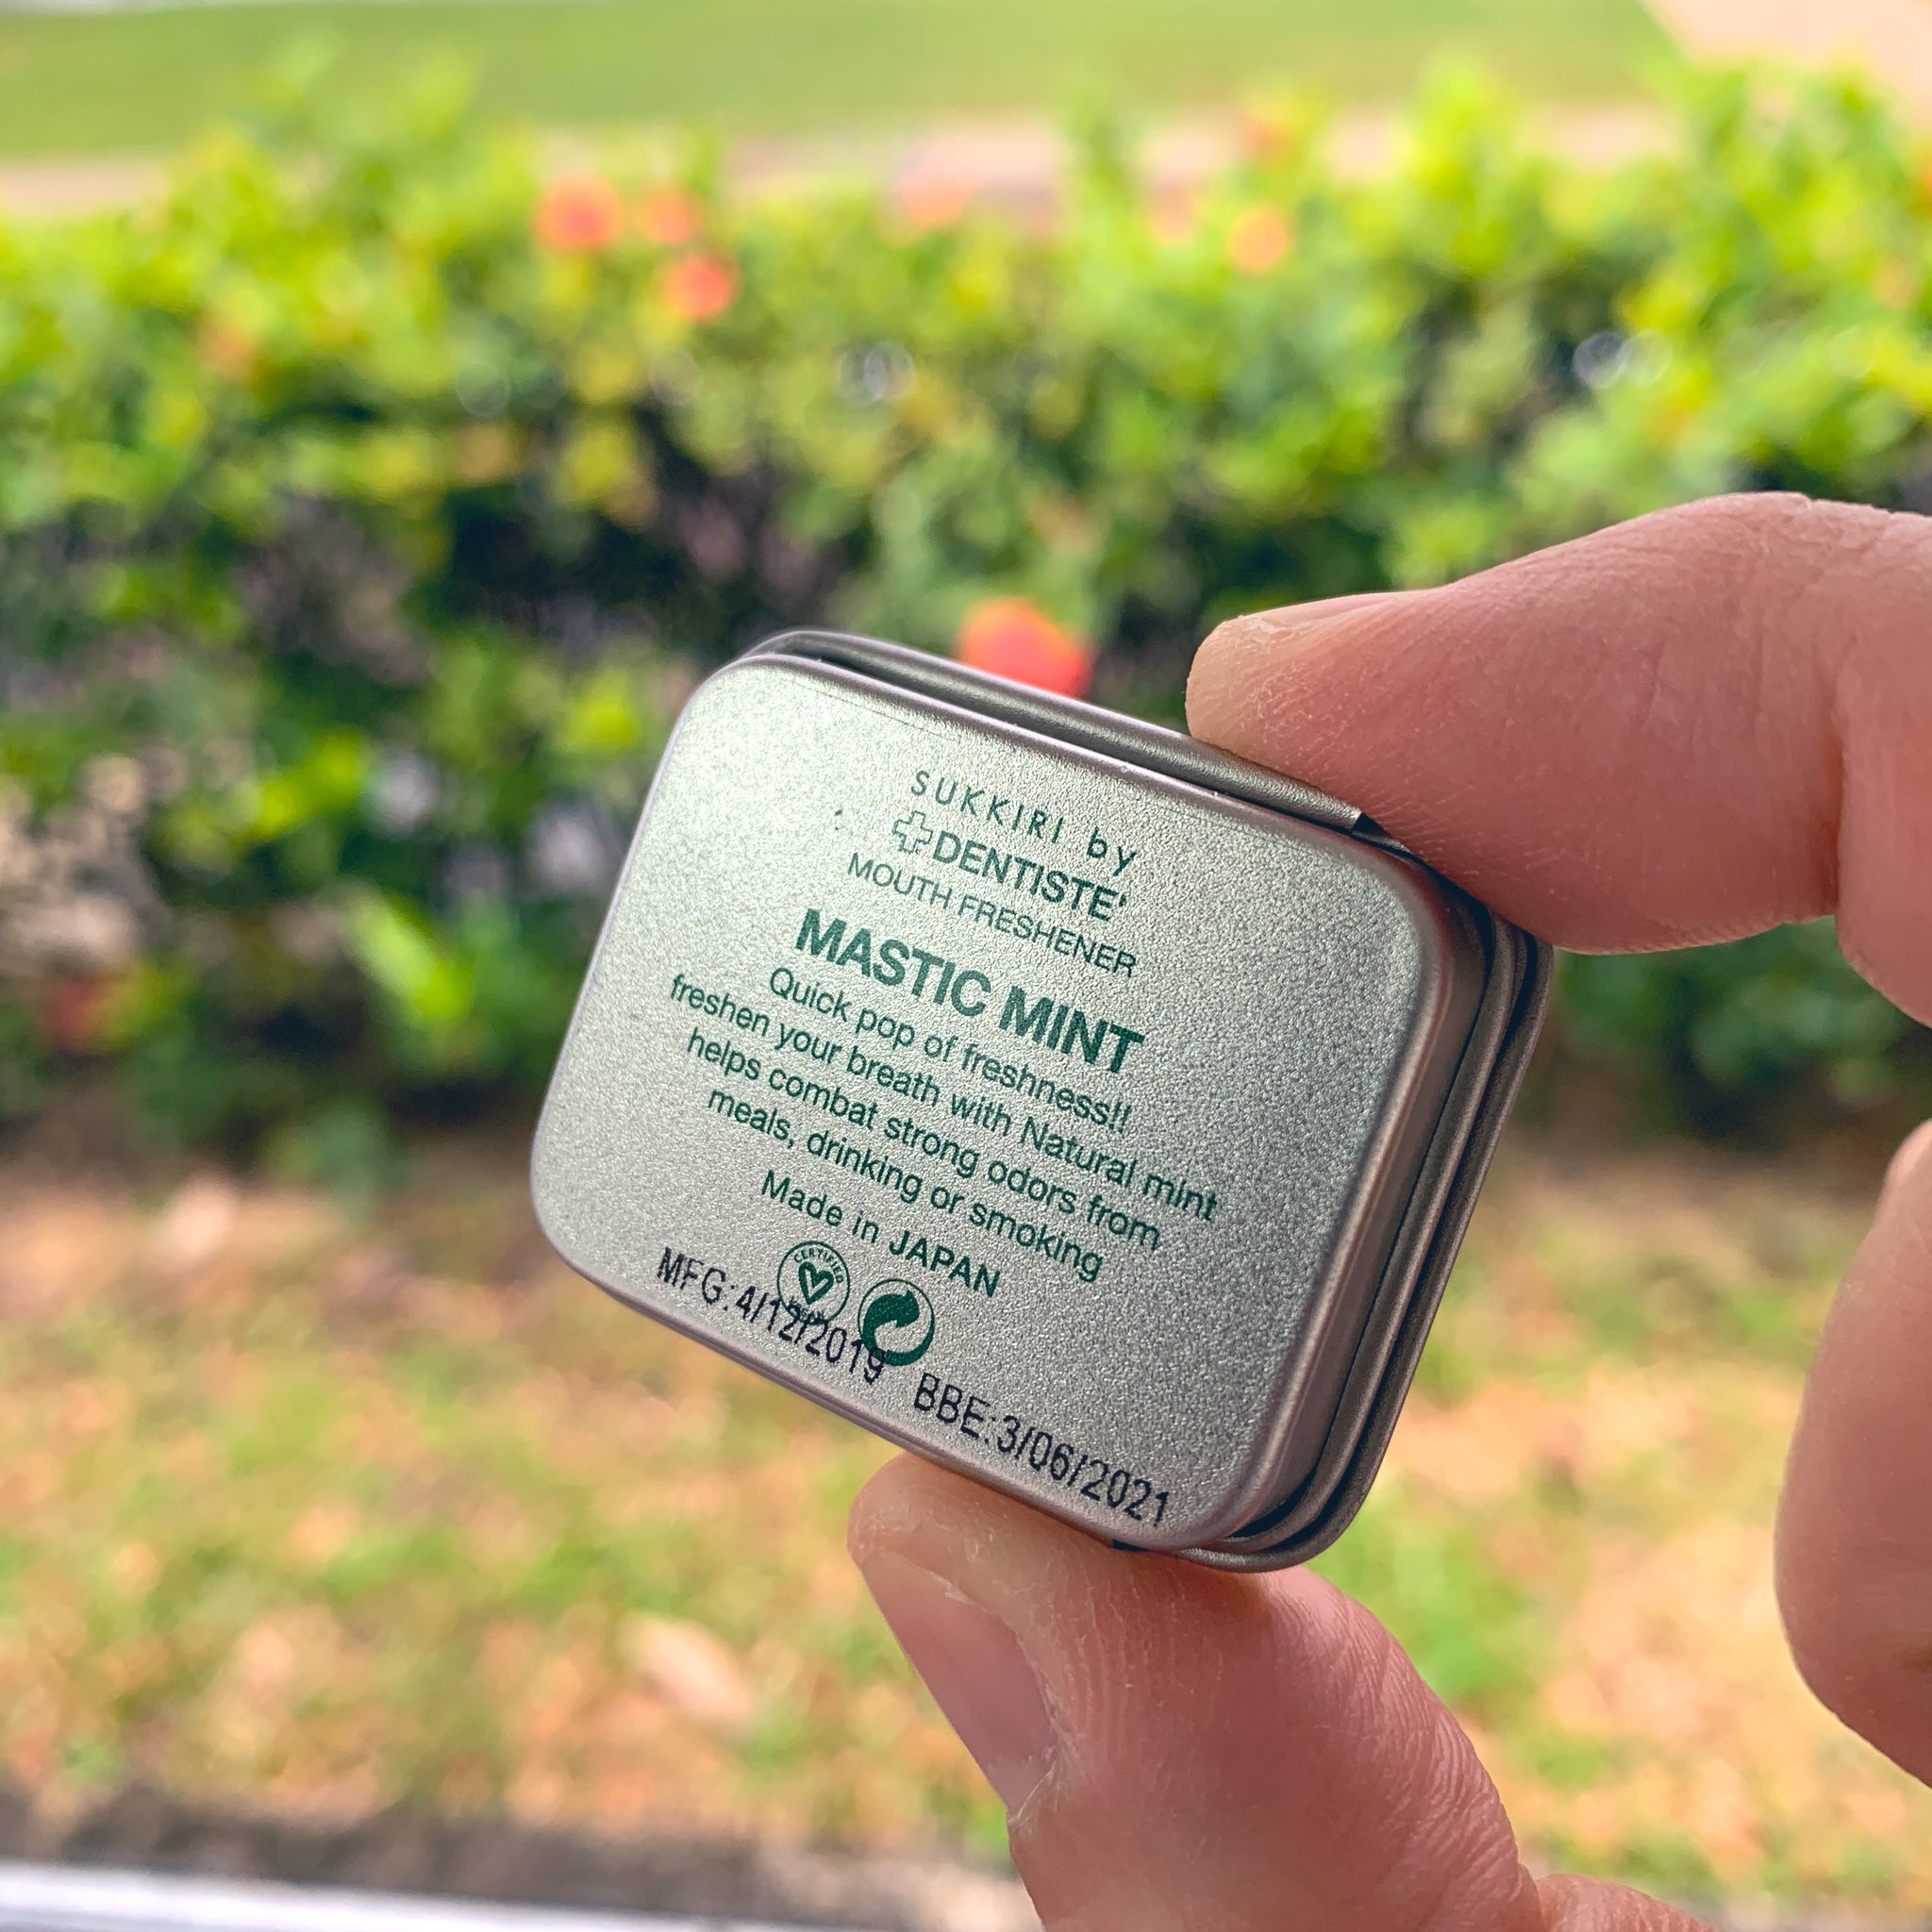 SUKKIRI by
DENTISTE'
MOUTH FRESHENER
MASTIC MINT
Quick pop of freshness!!
freshen your breath with Natural mint
helps combat strong odors from
meals, drinking or smoking
Made in JAPAN
CERTIFIED
MFG:4/12/2019 BBE:3/06/2021